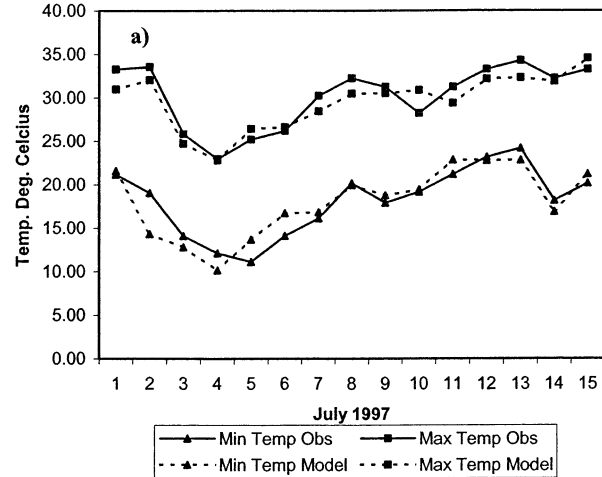 40.00
a)
35.00
30.00
25.00
20.00
15.00
10.00
5.00
0.00
Temp. Deg. Celcius
1 2 3 4 5 6 7 8 9 10 11 12 13 14 15
July 1997
Min Temp Obs Max Temp Obs
Min Temp Model Max Temp Model